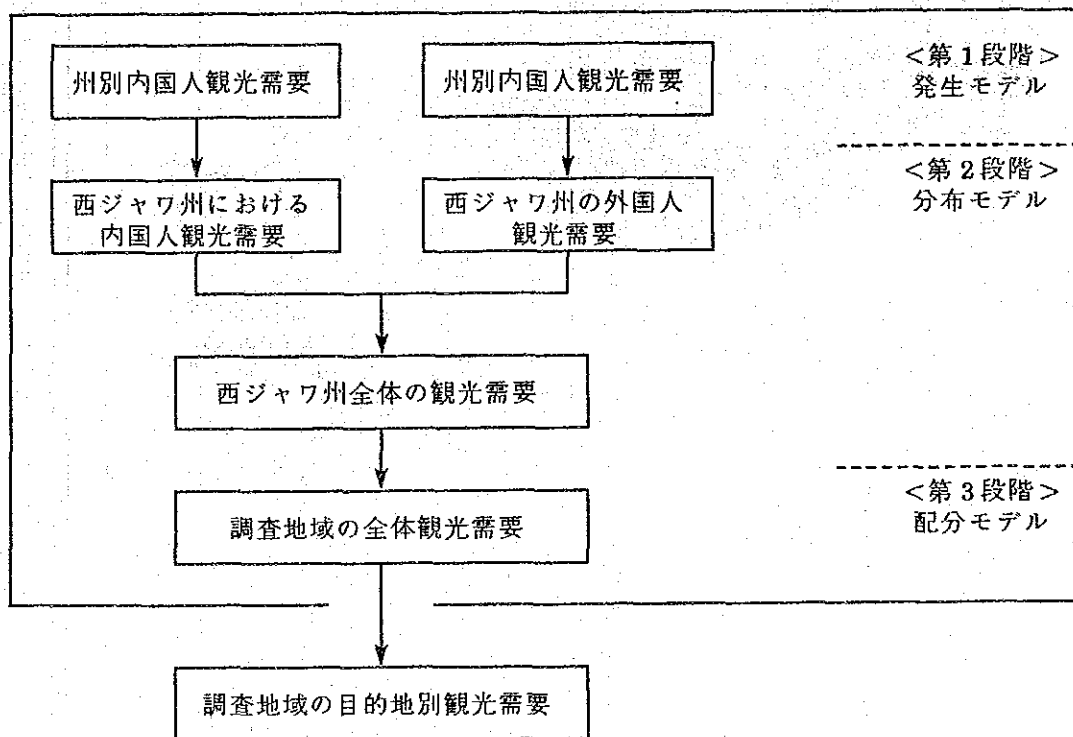 州別内国人観光需要
州別内国人観光需要
<第1段階>
発生モデル
西ジャワ州における
内国人観光需要
西ジャワ州の外国人
観光需要
<第2段階>
分布モデル
西ジャワ州全体の観光需要
調査地域の全体観光需要
<第3段階>
配分モデル
調査地域の目的地別観光需要